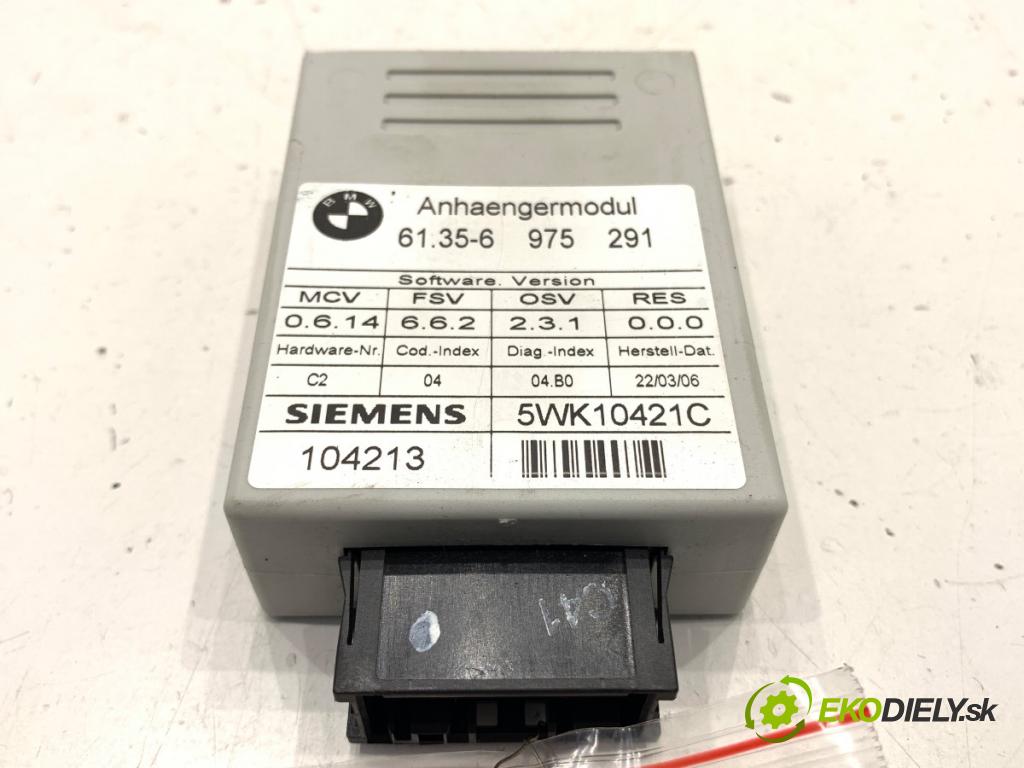 BMW
Anhaengermodul
61.35-6 975 291
Software. Version
MCV FSV OSV RES
0.6.14 6.6.2 2.3.1 0.0.0
Hardware-Nr. Cod.-Index Diag.-Index Herstell-Dat.
C2 04 04.B0 22/03/06
SIEMENS 5WK10421C
104213
EKODIELY.sk